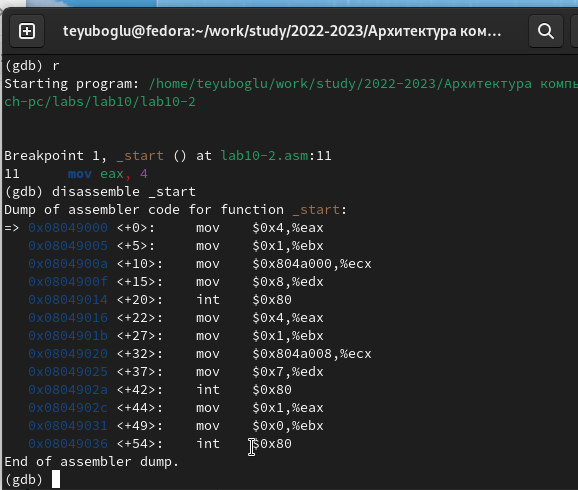 teyuboglu@fedora:~/work/study/2022-2023/Архитектура ком...
(gdb) r
Starting program: /home/teyuboglu/work/study/2022-2023/Архитектура компь
ch-pc/labs/lab10/lab10-2
Breakpoint 1, _start () at lab10-2.asm:11
11      mov eax, 4
(gdb) disassemble _start
Dump of assembler code for function _start:
=> 0x08049000 <+0>:     mov    $0x4,%eax
   0x08049005 <+5>:     mov    $0x1,%ebx
   0x0804900a <+10>:    mov    $0x804a000,%ecx
   0x0804900f <+15>:    mov    $0x8,%edx
   0x08049014 <+20>:    int    $0x80
   0x08049016 <+22>:    mov    $0x4,%eax
   0x0804901b <+27>:    mov    $0x1,%ebx
   0x08049020 <+32>:    mov    $0x804a008,%ecx
   0x08049025 <+37>:    mov    $0x7,%edx
   0x0804902a <+42>:    int    $0x80
   0x0804902c <+44>:    mov    $0x1,%eax
   0x08049031 <+49>:    mov    $0x0,%ebx
   0x08049036 <+54>:    int    $0x80
End of assembler dump.
(gdb)